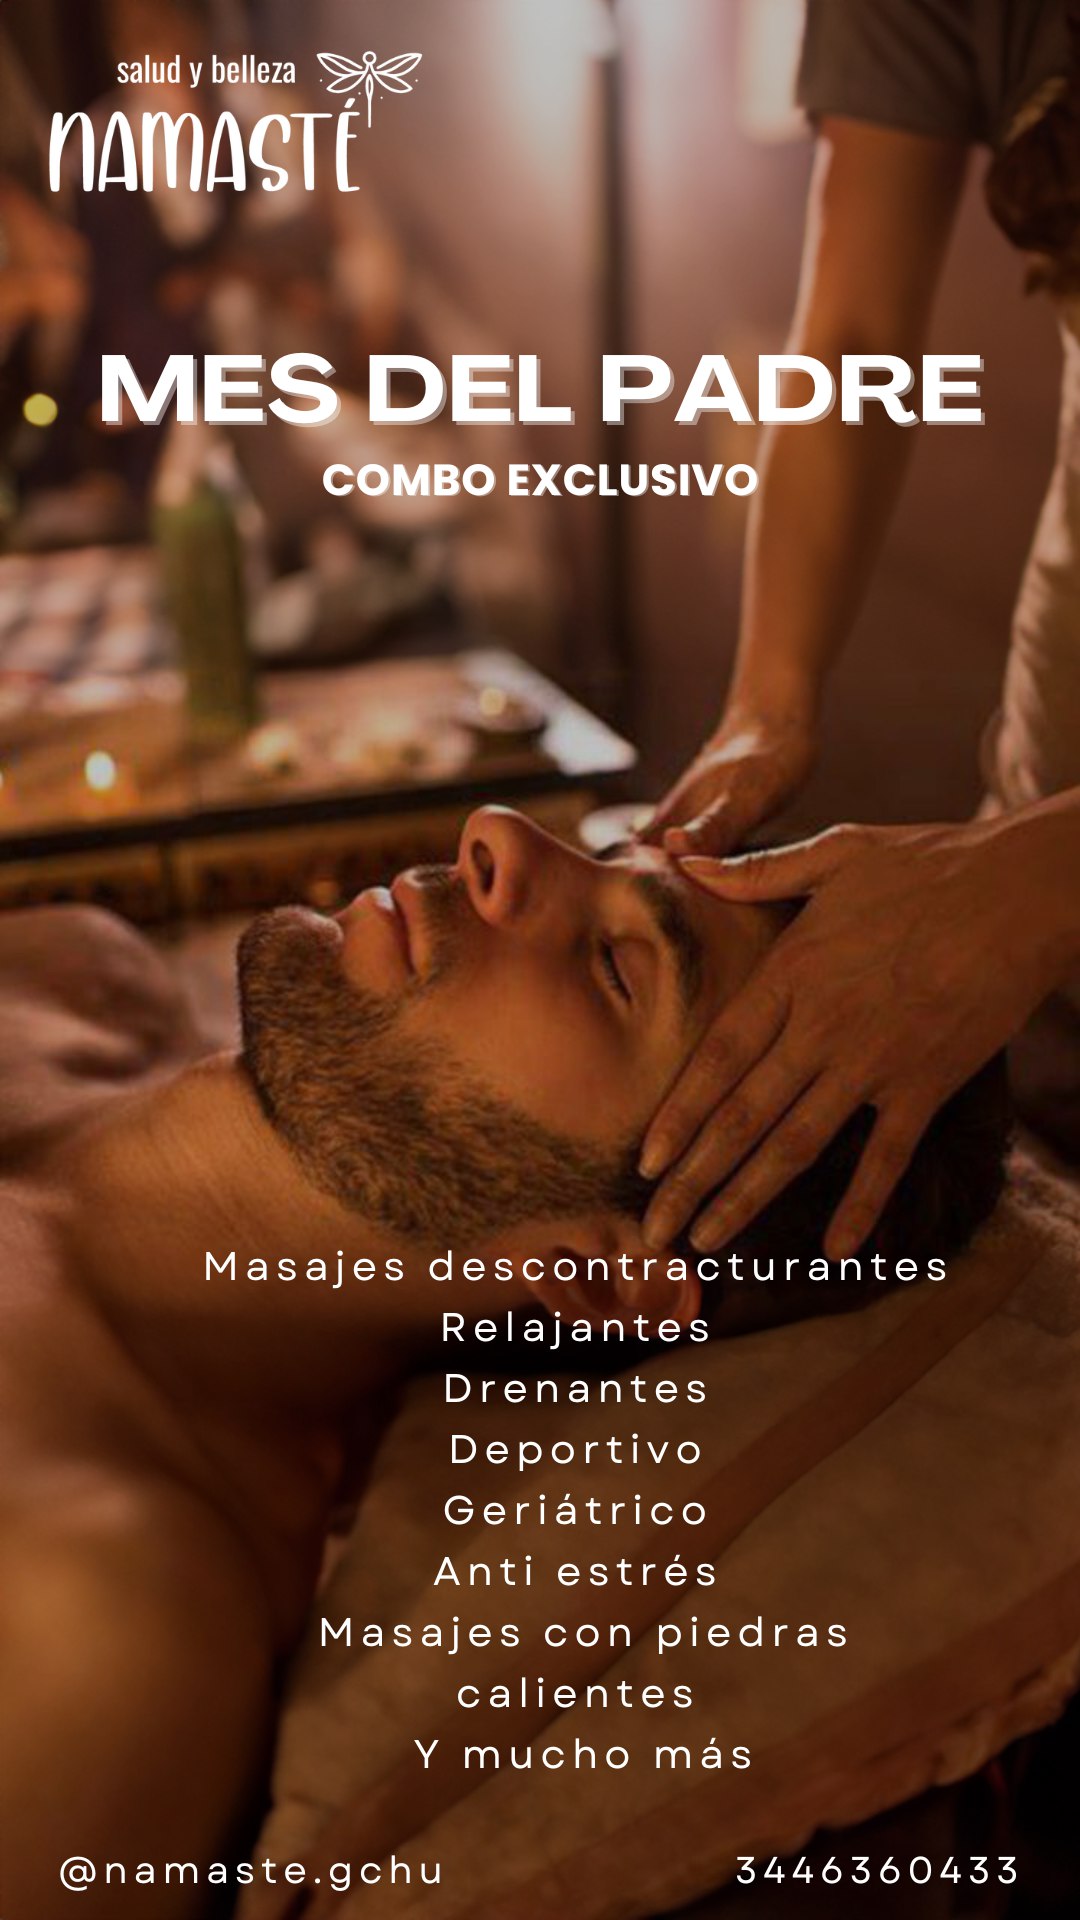 salud y belleza
NAMASTÉ
MES DEL PADRE
COMBO EXCLUSIVO
Masajes descontracturantes
Relajantes
Drenantes
Deportivo
Geriátrico
Anti estrés
Masajes con piedras
calientes
Y mucho más
@namaste.gchu
3446360433